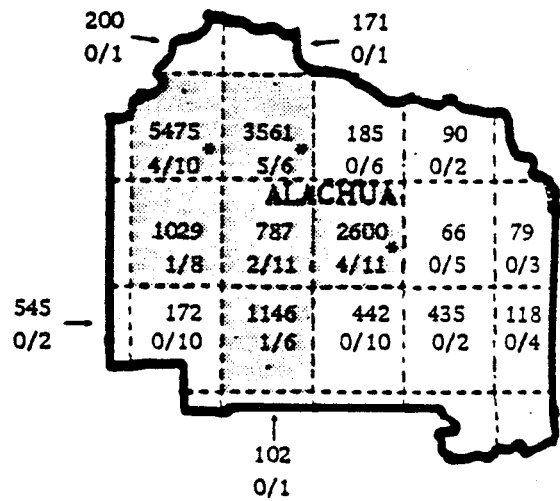 200 171
0/1 0/1
5475 3561 185 90
4/10 * 5/6 * 0/6 0/2
ALACHUA
1029 787 2600 66 79
1/8 2/11 4/11 * 0/5 0/3
545 172 1146 442 435 118
0/2 0/10 1/6 0/10 0/2 0/4
102
0/1